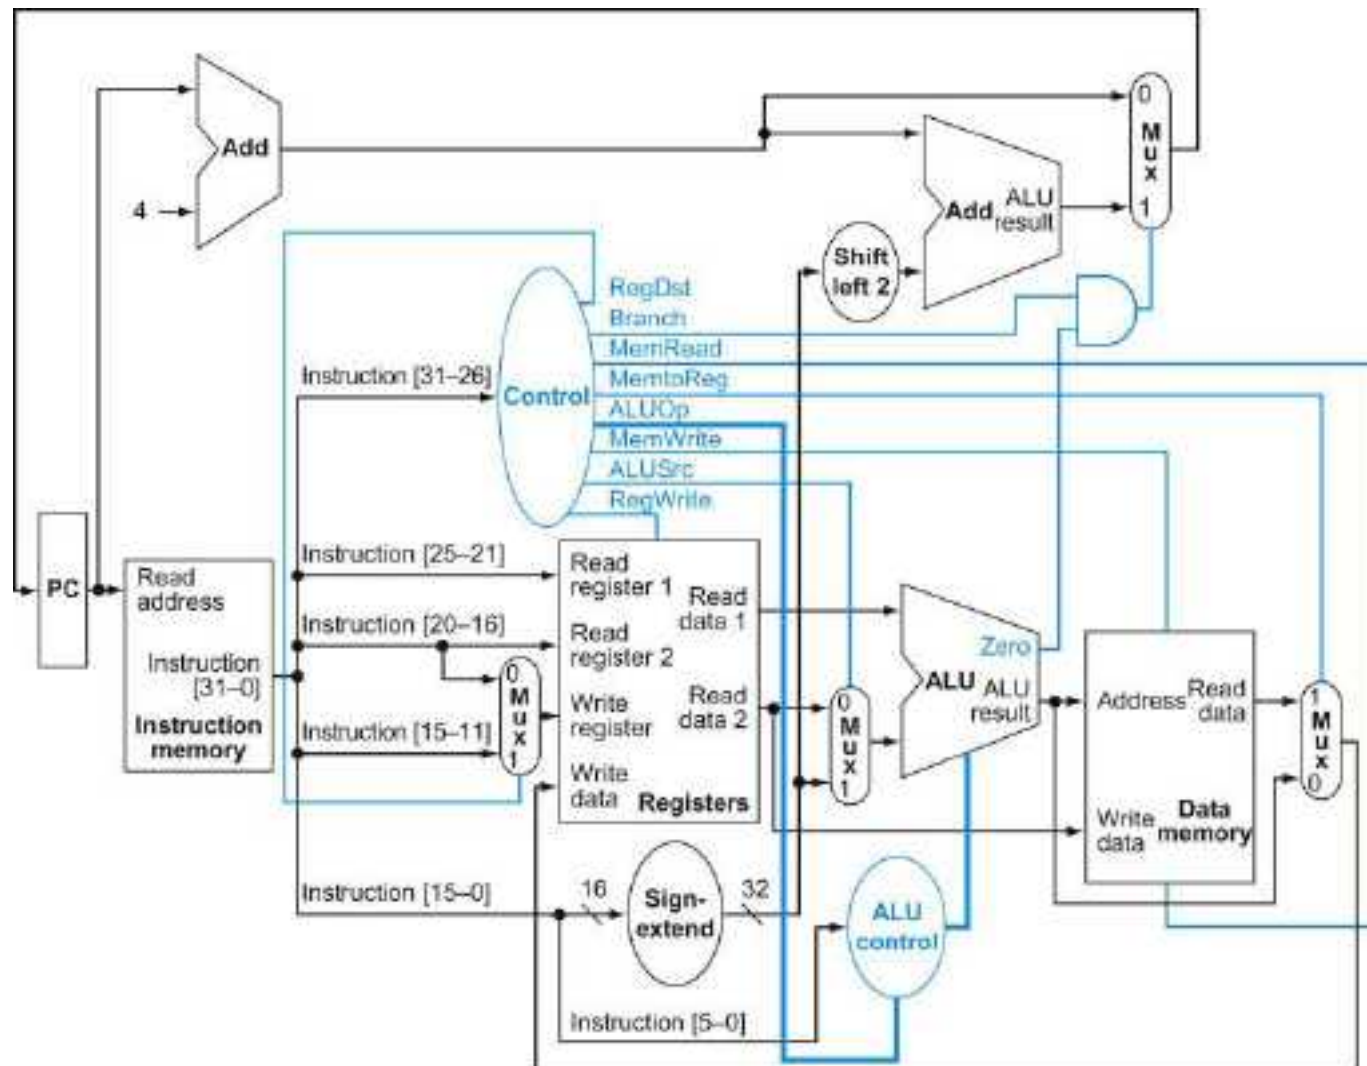 0
M
u
x
1
Add
ALU
Add result
4
Shift
left 2
RegDst
Branch
MemRead
Instruction [31–26]
MemtoReg
Control
ALUOp
MemWrite
ALUSrc
RegWrite
PC
Read
address
Instruction
[31–0]
Instruction
memory
Instruction [25–21]
Instruction [20–16]
Instruction [15–11]
0
M
u
x
1
Read
register 1
Read
data 1
Read
register 2
Write
register
Read
data 2
Write
data
Registers
0
M
u
x
1
Zero
ALU
ALU
result
Address
Read
data
Write
data
Data
memory
1
M
u
x
0
Instruction [15–0]
16
Sign-
extend
32
ALU
control
Instruction [5–0]